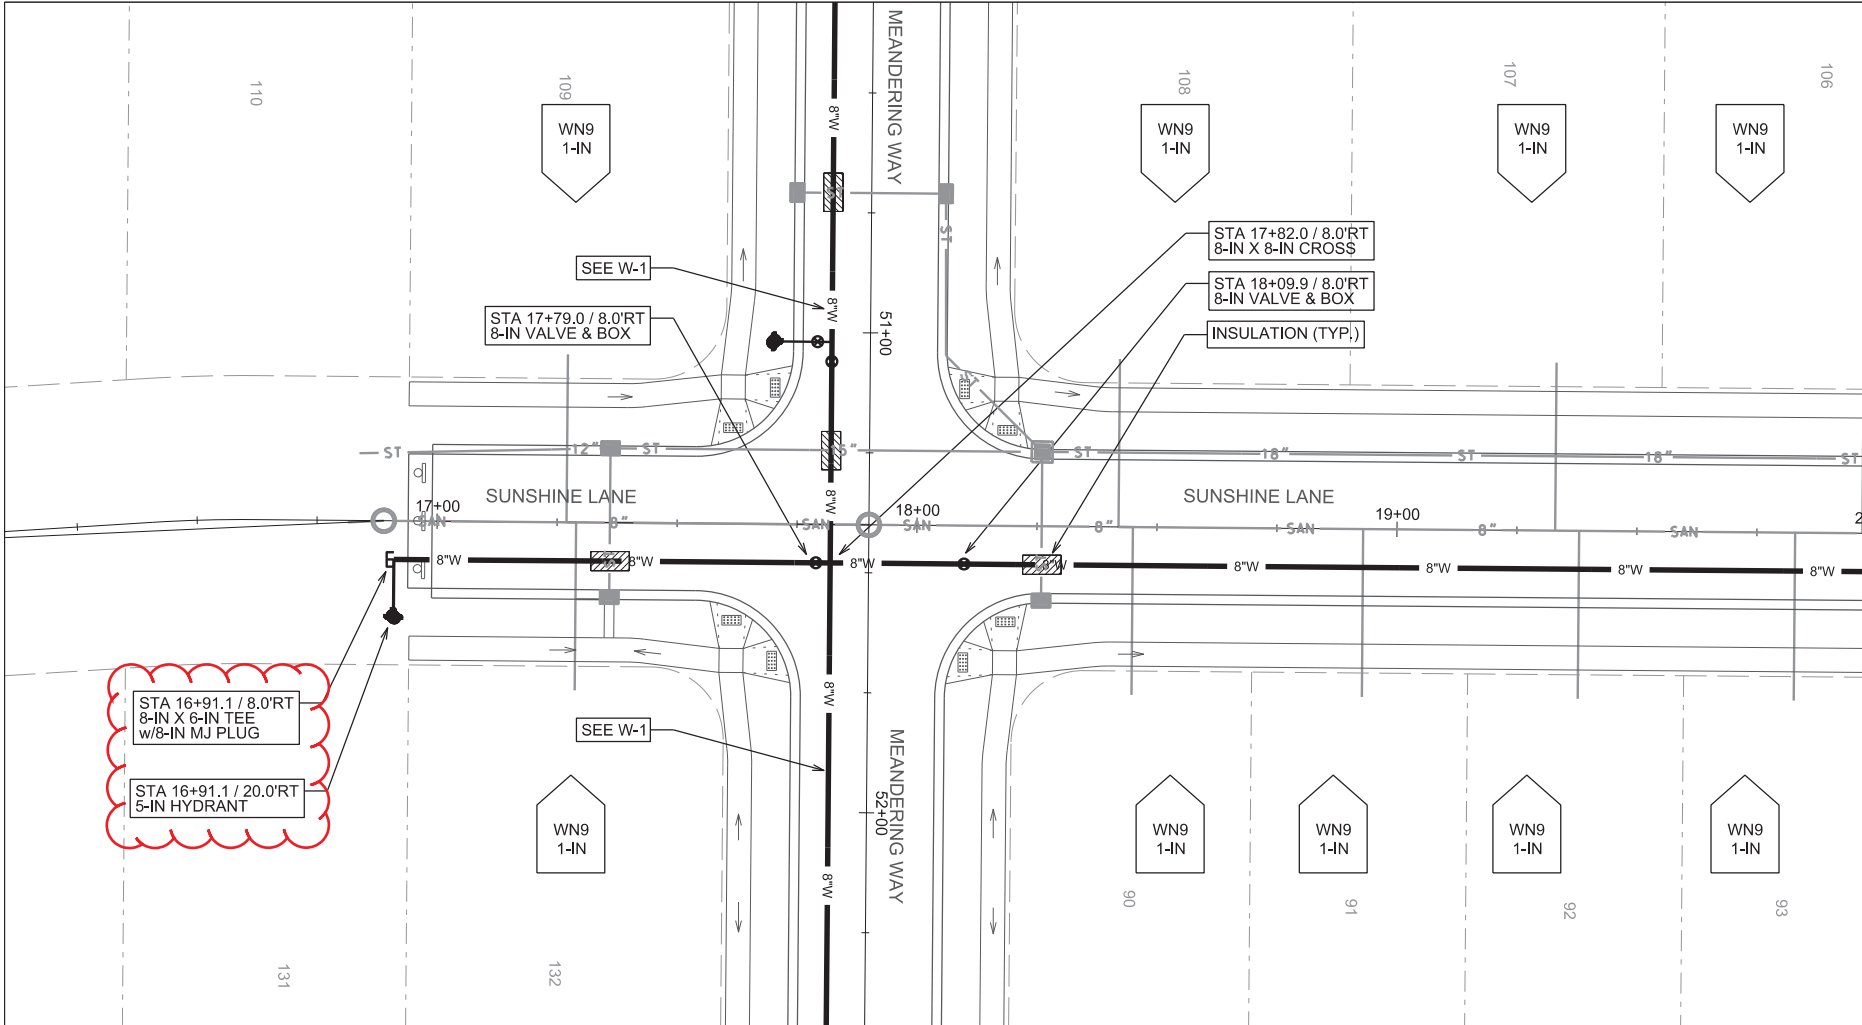 MEANDERING WAY
110
109
108
107
106
WN9
1-IN
WN9
1-IN
WN9
1-IN
WN9
1-IN
8"W
ST
STA 17+82.0 / 8.0'RT
8-IN X 8-IN CROSS
SEE W-1
STA 18+09.9 / 8.0'RT
8-IN VALVE & BOX
8"W
STA 17+79.0 / 8.0'RT
8-IN VALVE & BOX
INSULATION (TYP.)
51+00
ST
ST
12"
ST
ST
18"
ST
18"
ST
SUNSHINE LANE
8"W
SUNSHINE LANE
17+00
18+00
19+00
2
SAN
8"
SAN
SAN
8"
SAN
8"
SAN
8"W
8"W
8"W
8"W
8"W
8"W
8"W
8"W
8"W
STA 16+91.1 / 8.0'RT
8-IN X 6-IN TEE
w/8-IN MJ PLUG
SEE W-1
STA 16+91.1 / 20.0'RT
5-IN HYDRANT
52+00
MEANDERING WAY
WN9
1-IN
WN9
1-IN
WN9
1-IN
WN9
1-IN
WN9
1-IN
8"W
131
132
90
91
92
93